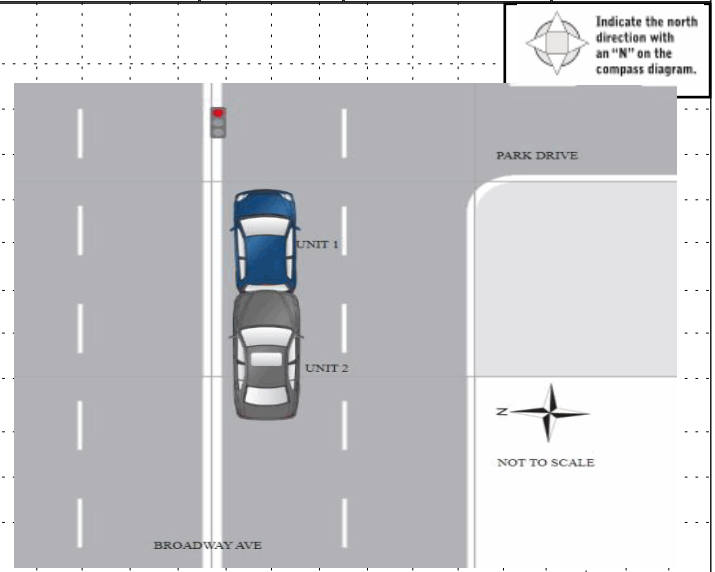 Indicate the north
direction with
an “N” on the
compass diagram.
PARK DRIVE
UNIT 1
UNIT 2
N
NOT TO SCALE
BROADWAY AVE